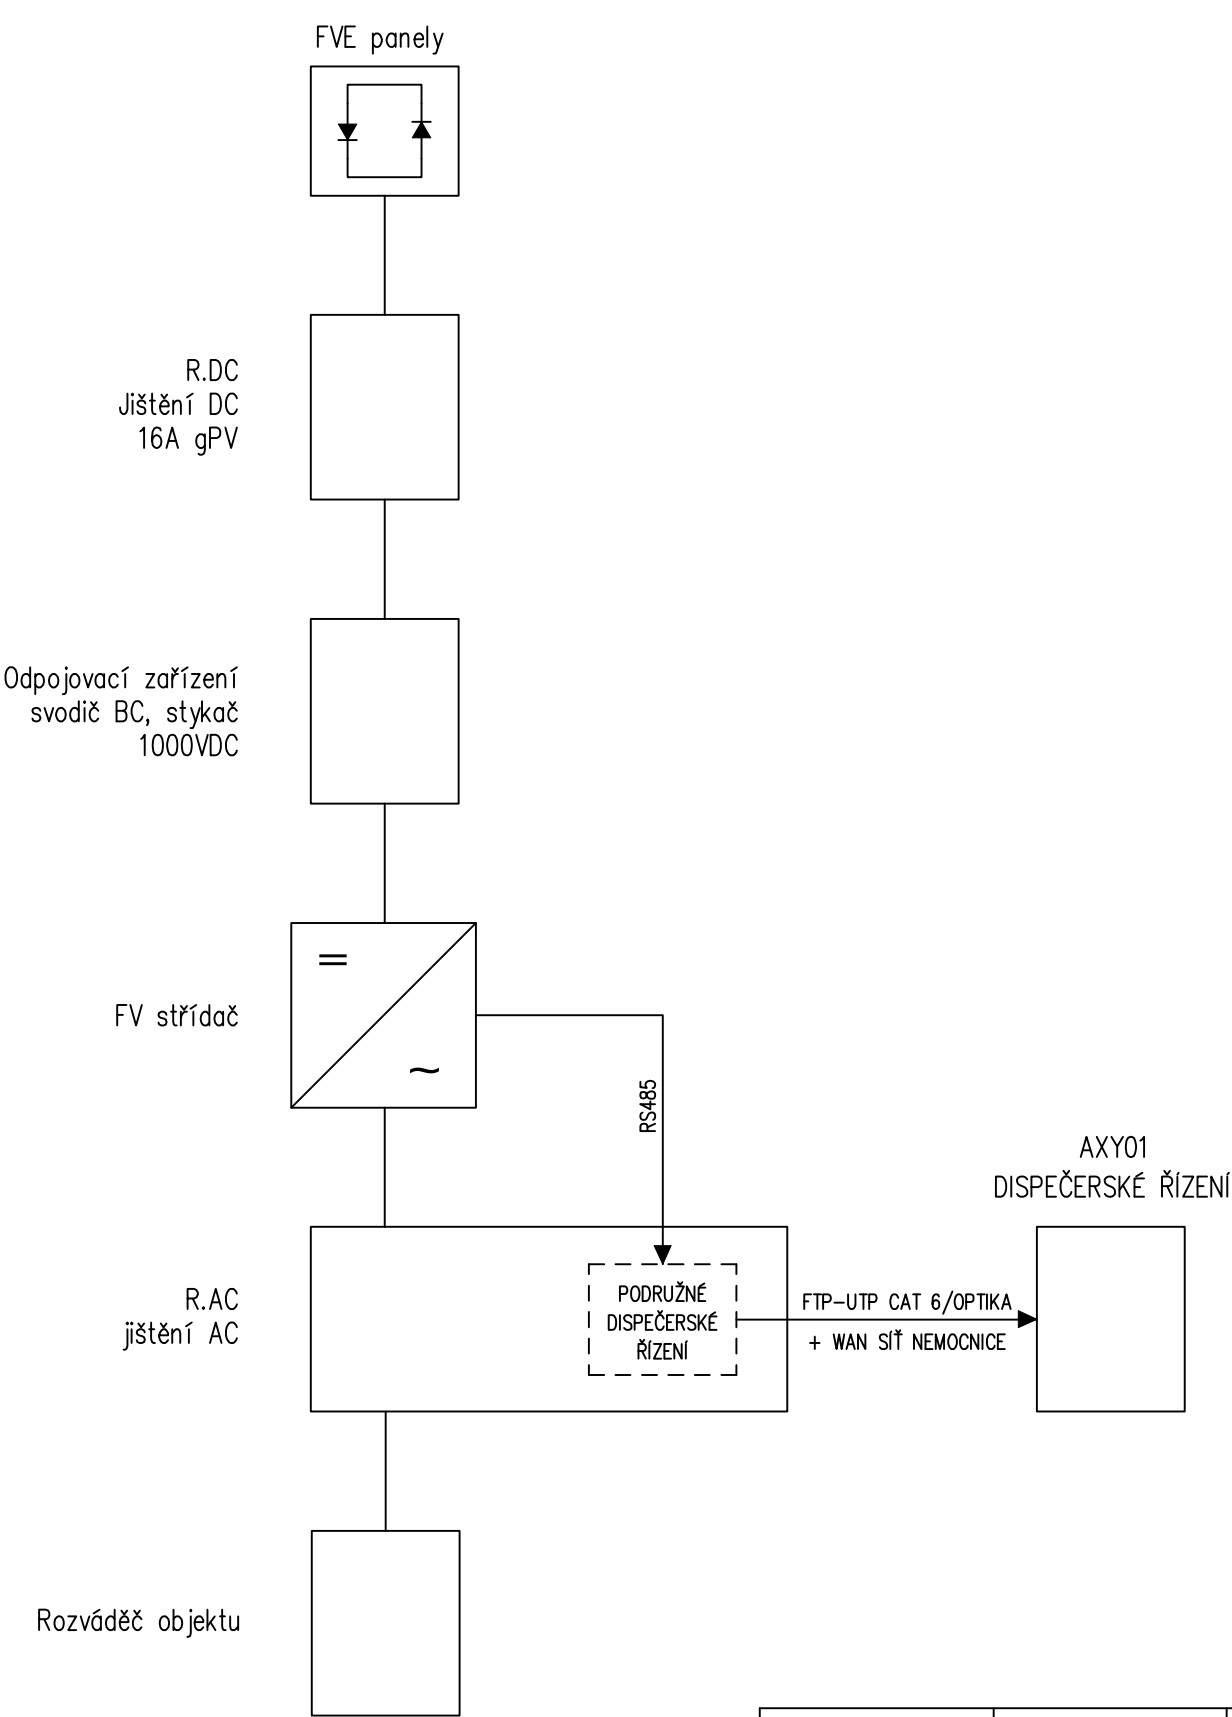 FVE panely
R.DC
Jištění DC
16A gPV
Odpojovací zařízení
svodič BC, stykač
1000VDC
=
~
FV střídač
RS485
AXY01
DISPEČERSKÉ ŘÍZENÍ
R.AC
jištění AC
PODRUŽNÉ
DISPEČERSKÉ
ŘÍZENÍ
FTP-UTP CAT 6/OPTIKA
+ WAN SÍŤ NEMOCNICE
Rozváděč objektu